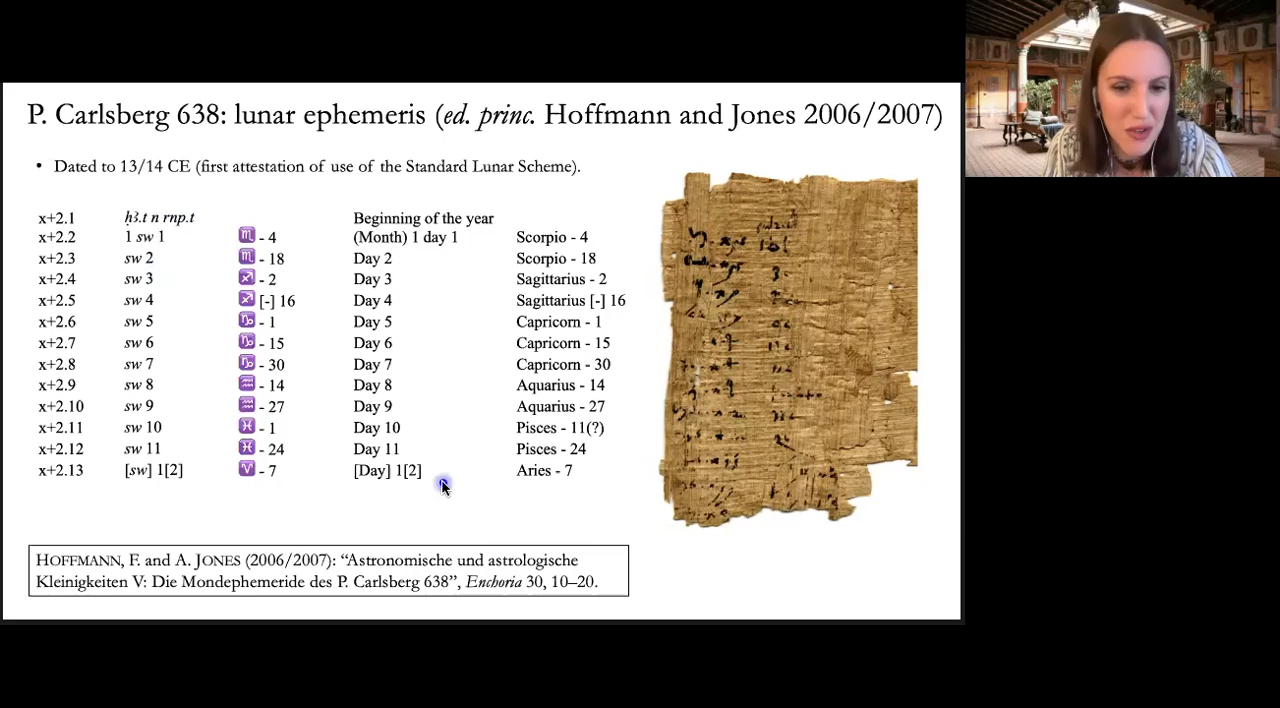 P. Carlsberg 638: lunar ephemeris (ed. princ. Hoffmann and Jones 2006/2007)
• Dated to 13/14 CE (first attestation of use of the Standard Lunar Scheme).
x+2.1 ḥꜣ.t n rnp.t Beginning of the year
x+2.2 1 sw 1 ♏ - 4 (Month) 1 day 1 Scorpio - 4
x+2.3 sw 2 ♏ - 18 Day 2 Scorpio - 18
x+2.4 sw 3 ♐ - 2 Day 3 Sagittarius - 2
x+2.5 sw 4 ♐ [-] 16 Day 4 Sagittarius [-] 16
x+2.6 sw 5 ♑ - 1 Day 5 Capricorn - 1
x+2.7 sw 6 ♑ - 15 Day 6 Capricorn - 15
x+2.8 sw 7 ♑ - 30 Day 7 Capricorn - 30
x+2.9 sw 8 ♒ - 14 Day 8 Aquarius - 14
x+2.10 sw 9 ♒ - 27 Day 9 Aquarius - 27
x+2.11 sw 10 ♓ - 1 Day 10 Pisces - 11(?)
x+2.12 sw 11 ♓ - 24 Day 11 Pisces - 24
x+2.13 [sw] 1[2] ♈ - 7 [Day] 1[2] Aries - 7
HOFFMANN, F. and A. JONES (2006/2007): “Astronomische und astrologische
Kleinigkeiten V: Die Mondephemeride des P. Carlsberg 638”, Enchoria 30, 10–20.